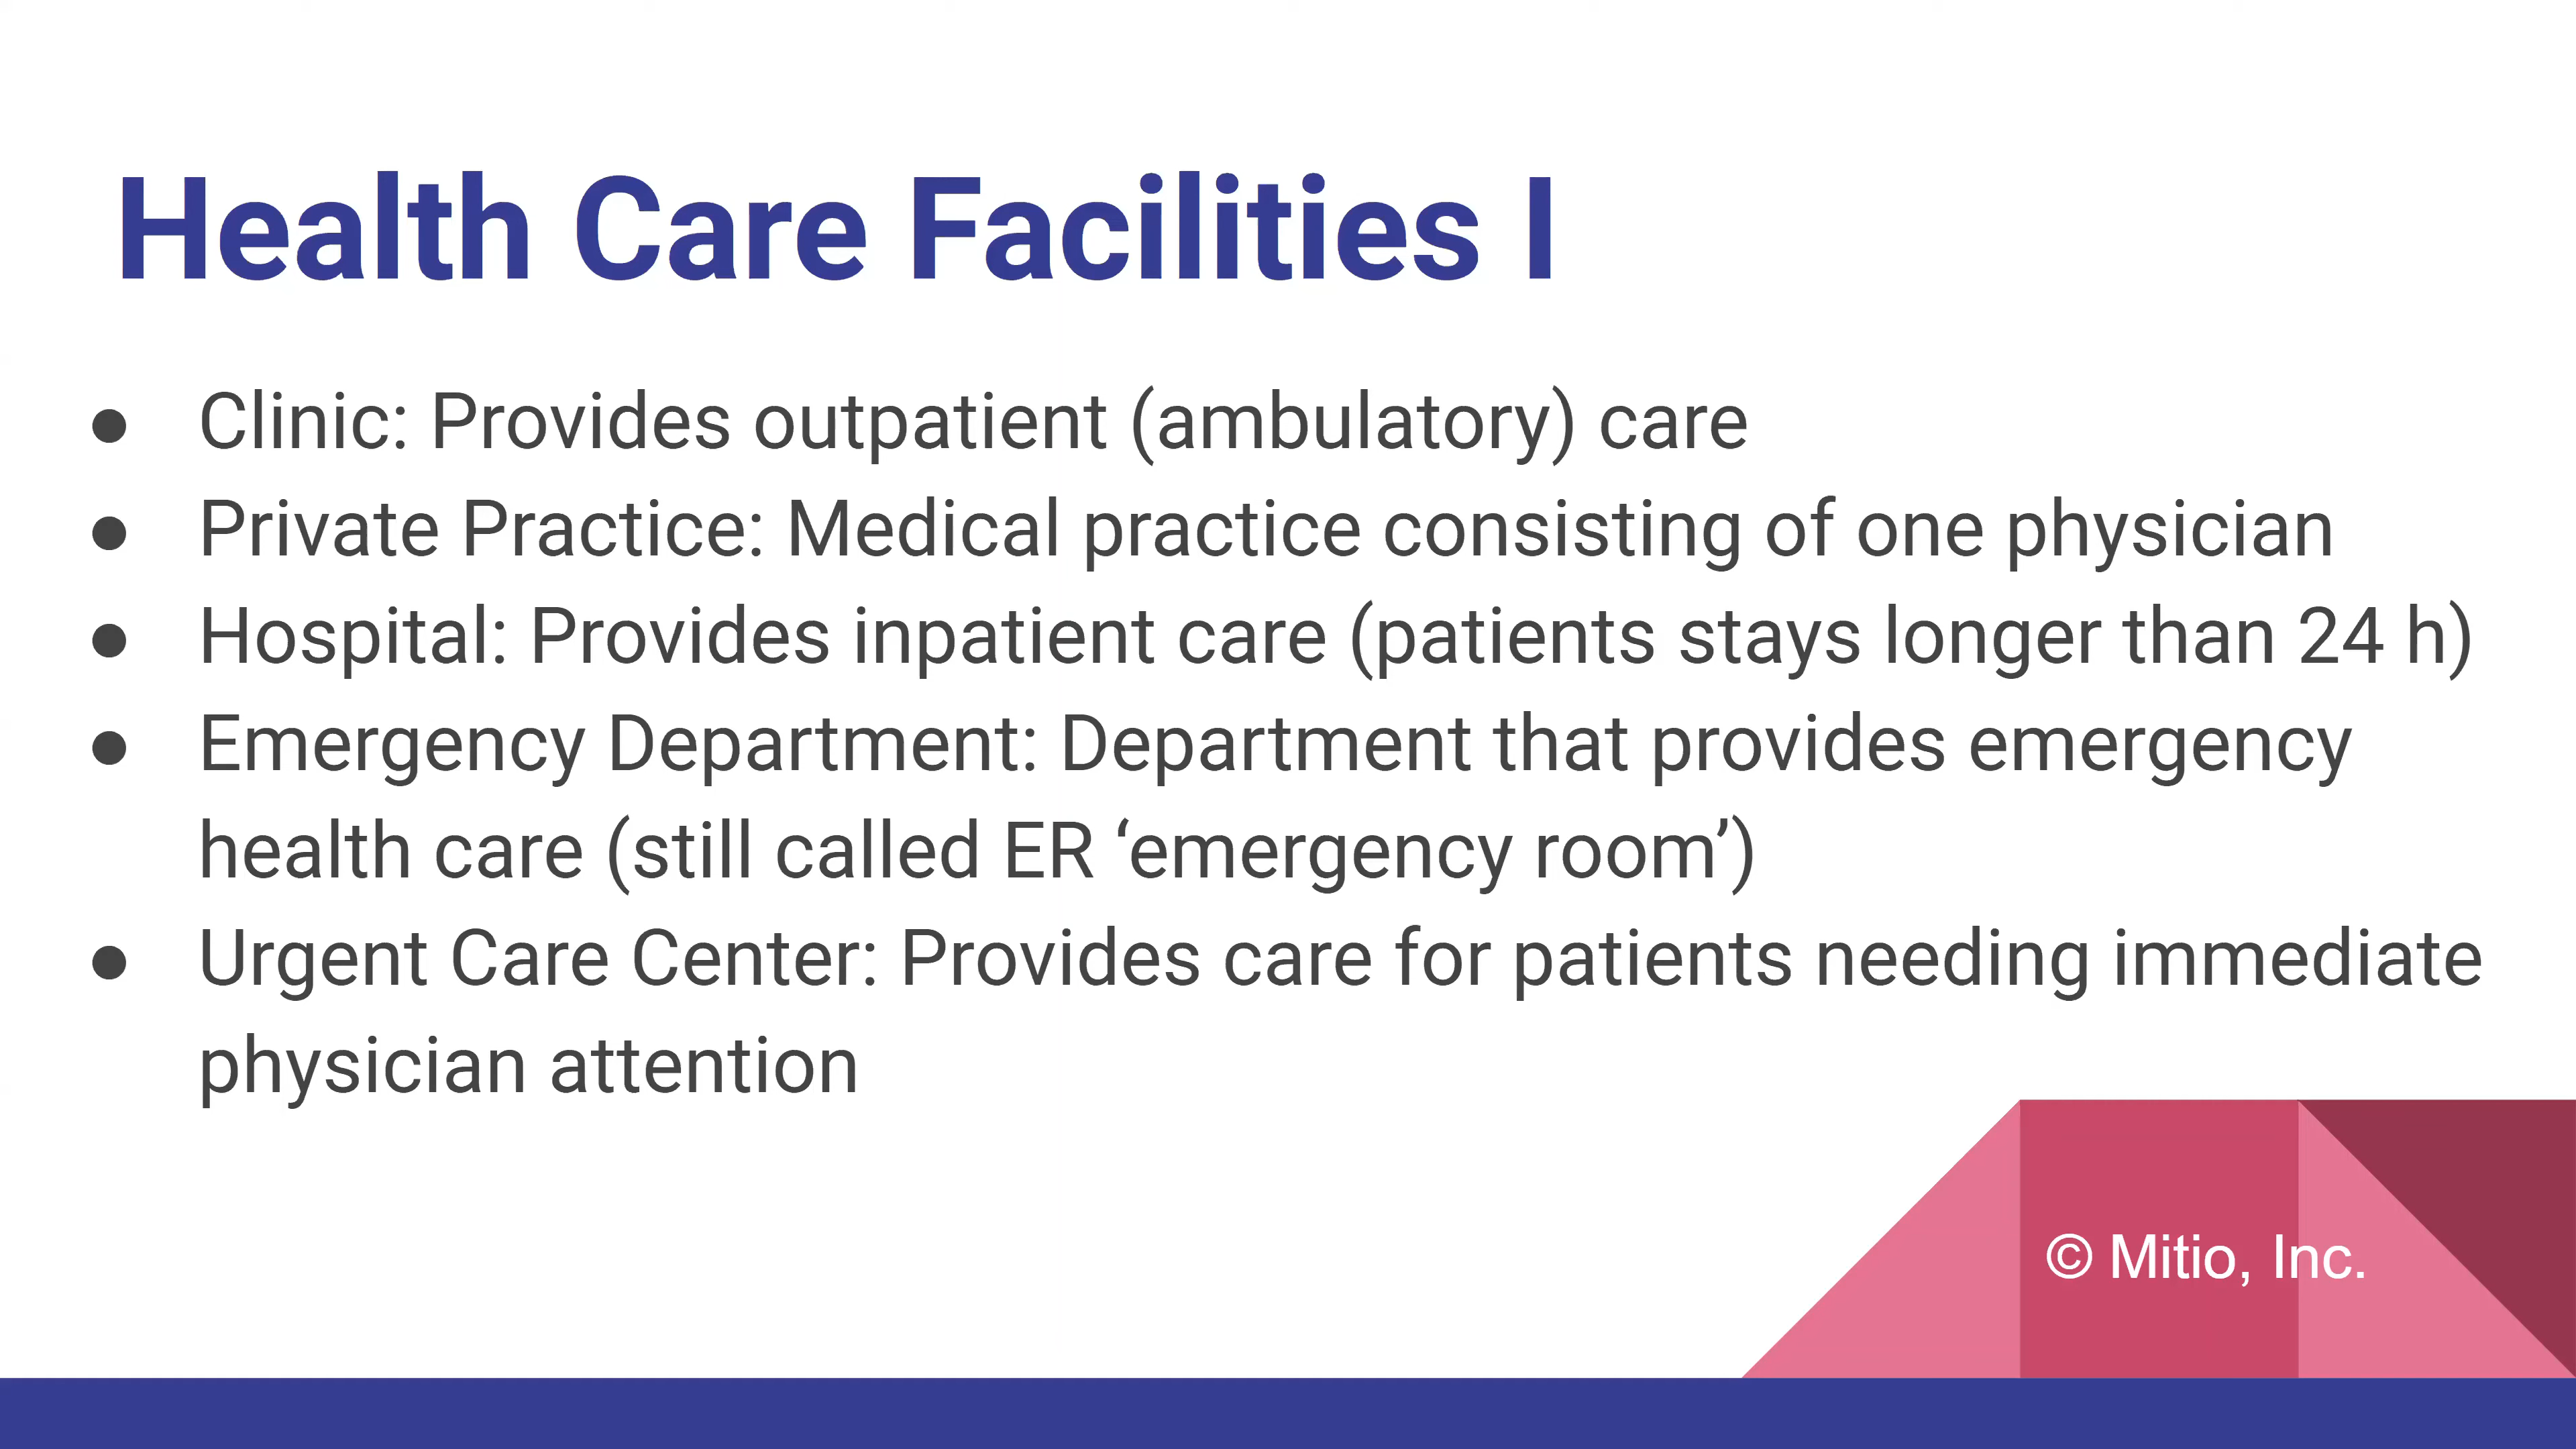 Health Care Facilities I
● Clinic: Provides outpatient (ambulatory) care
● Private Practice: Medical practice consisting of one physician
● Hospital: Provides inpatient care (patients stays longer than 24 h)
● Emergency Department: Department that provides emergency
health care (still called ER ‘emergency room’)
● Urgent Care Center: Provides care for patients needing immediate
physician attention
© Mitio, Inc.